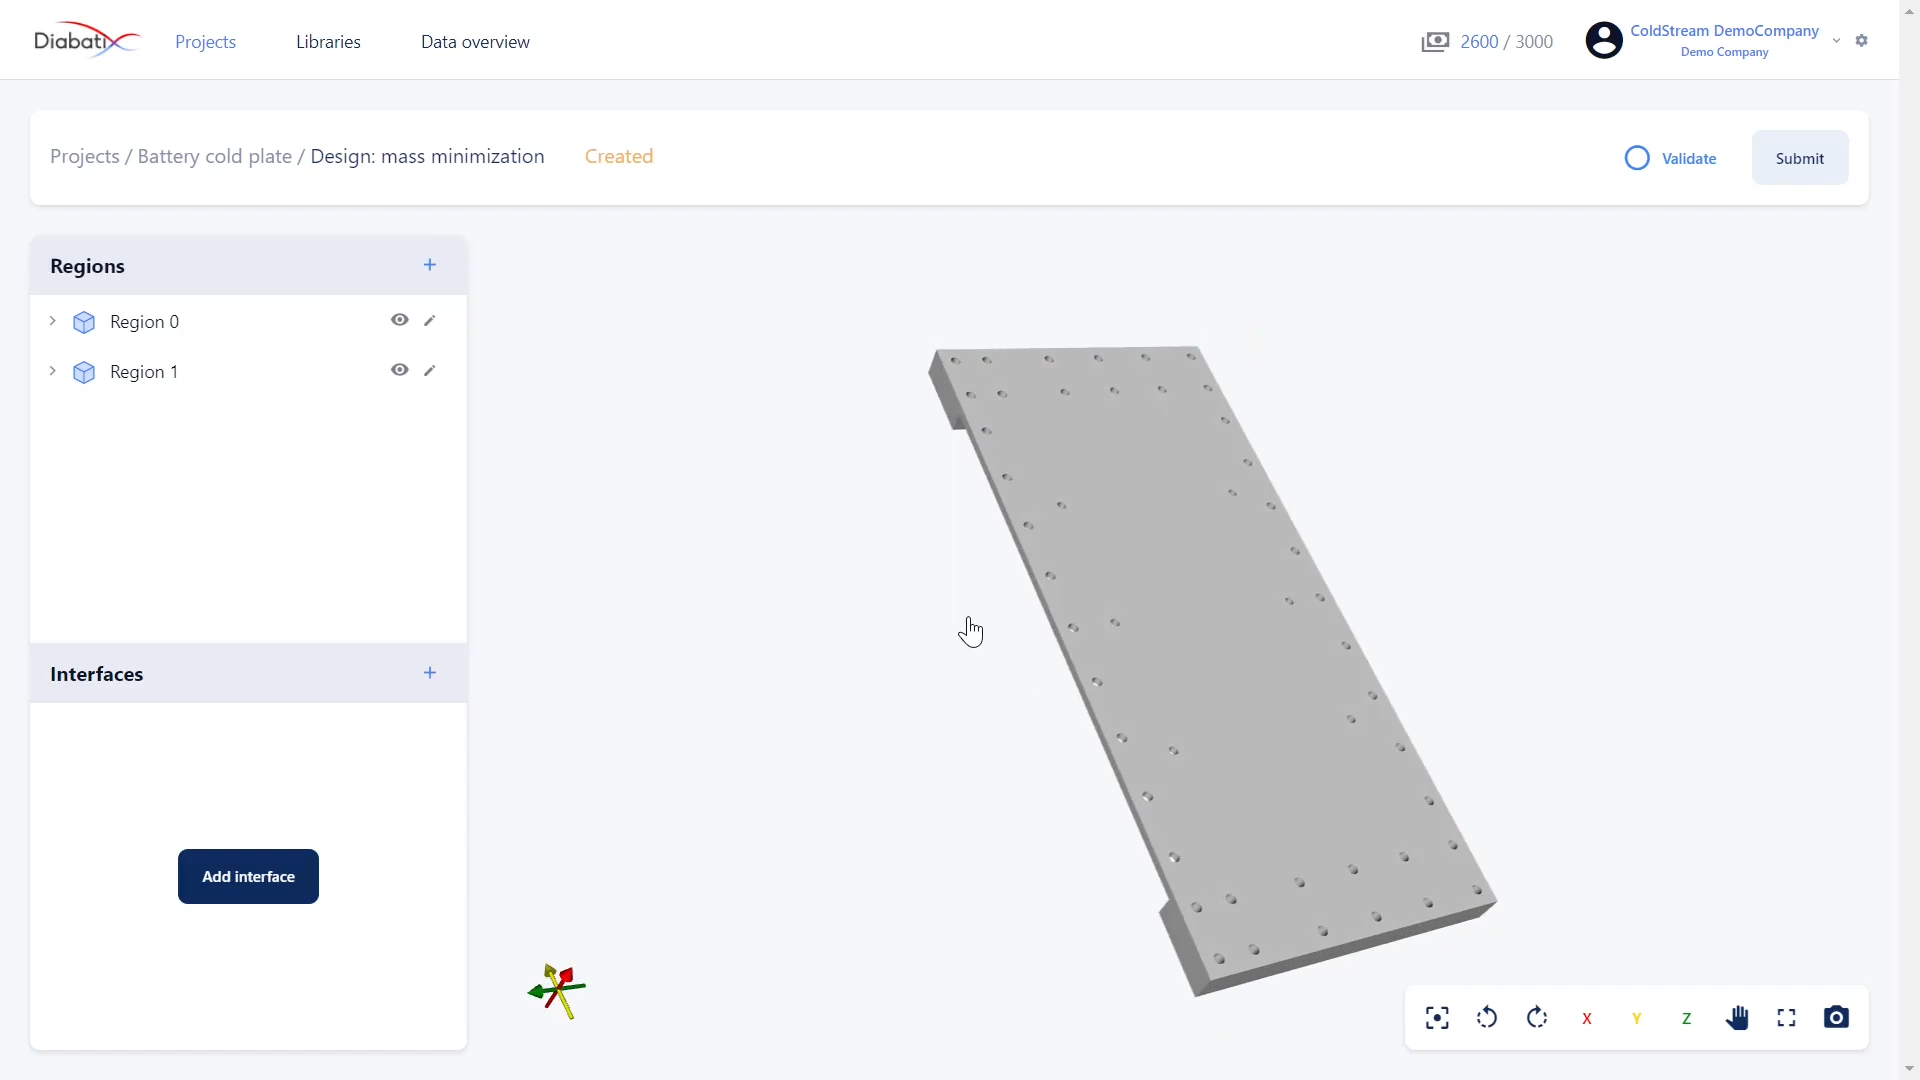 Diabatix
Projects
Libraries
Data overview
2600 / 3000
ColdStream DemoCompany
Demo Company
Projects / Battery cold plate / Design: mass minimization
Created
Validate
Submit
Regions
Region 0
Region 1
Interfaces
Add interface
X
Y
Z